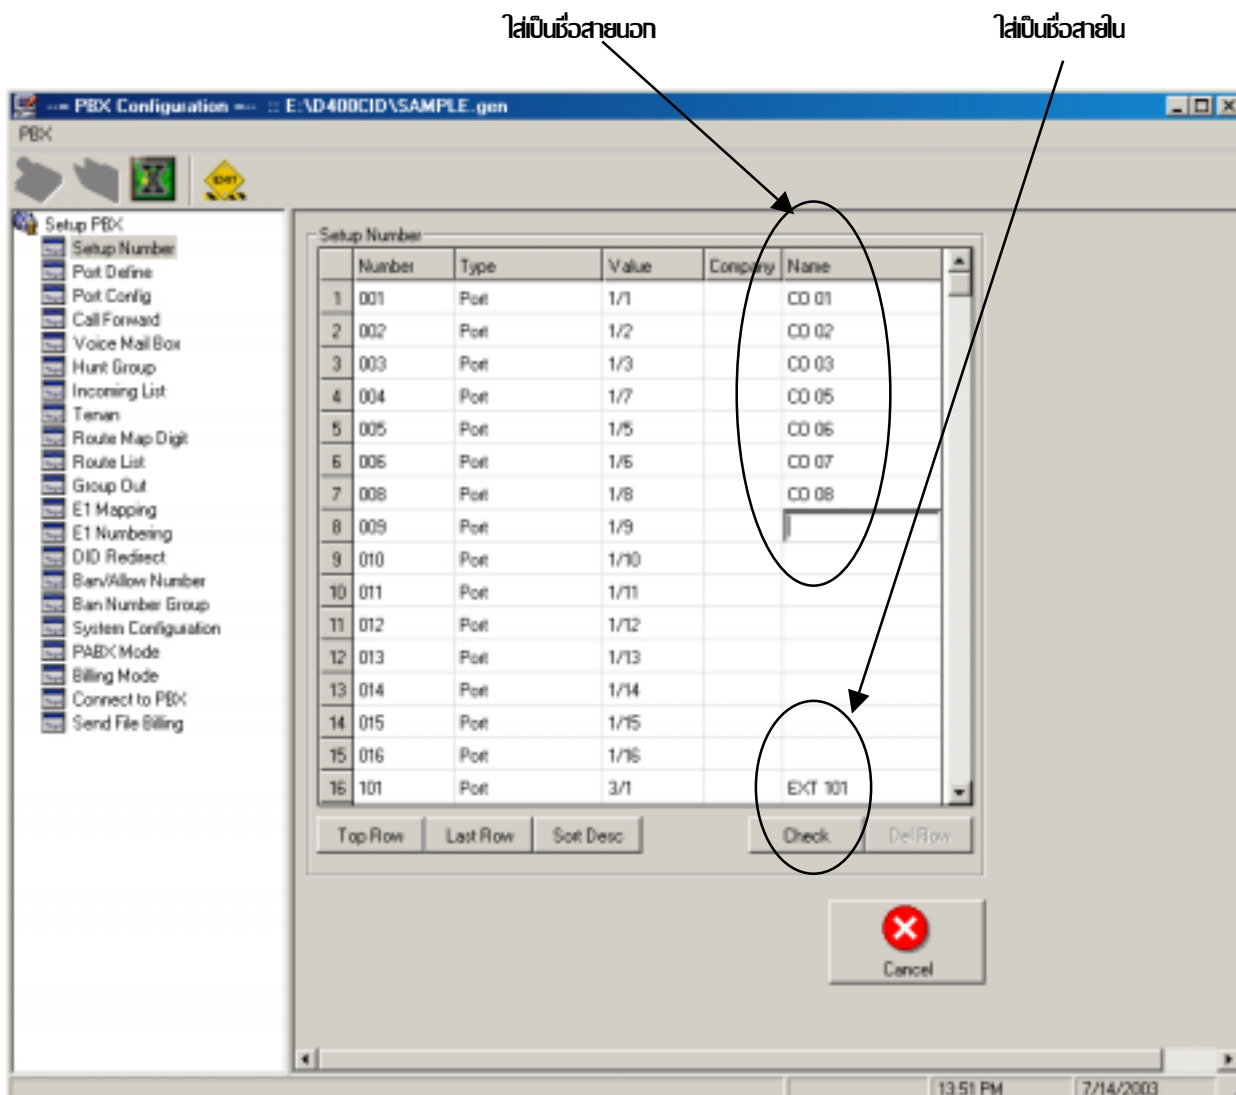 ใส่เป็นชื่อสายนอก
ใส่เป็นชื่อสายใน
--= PBX Configuration =-- :: E:\D400CID\SAMPLE.gen
PBX
EXIT
Setup PBX
Setup Number
Port Define
Port Config
Call Forward
Voice Mail Box
Hunt Group
Incoming List
Tenan
Route Map Digit
Route List
Group Out
E1 Mapping
E1 Numbering
DID Redirect
Ban/Allow Number
Ban Number Group
System Configuration
PABX Mode
Billing Mode
Connect to PBX
Send File Billing
Setup Number
Number Type Value Company Name
1 001 Port 1/1 CO 01
2 002 Port 1/2 CO 02
3 003 Port 1/3 CO 03
4 004 Port 1/7 CO 05
5 005 Port 1/5 CO 06
6 006 Port 1/6 CO 07
7 008 Port 1/8 CO 08
8 009 Port 1/9
9 010 Port 1/10
10 011 Port 1/11
11 012 Port 1/12
12 013 Port 1/13
13 014 Port 1/14
14 015 Port 1/15
15 016 Port 1/16
16 101 Port 3/1 EXT 101
Top Row Last Row Sort Desc Check Del Row
Cancel
13:51 PM 7/14/2003